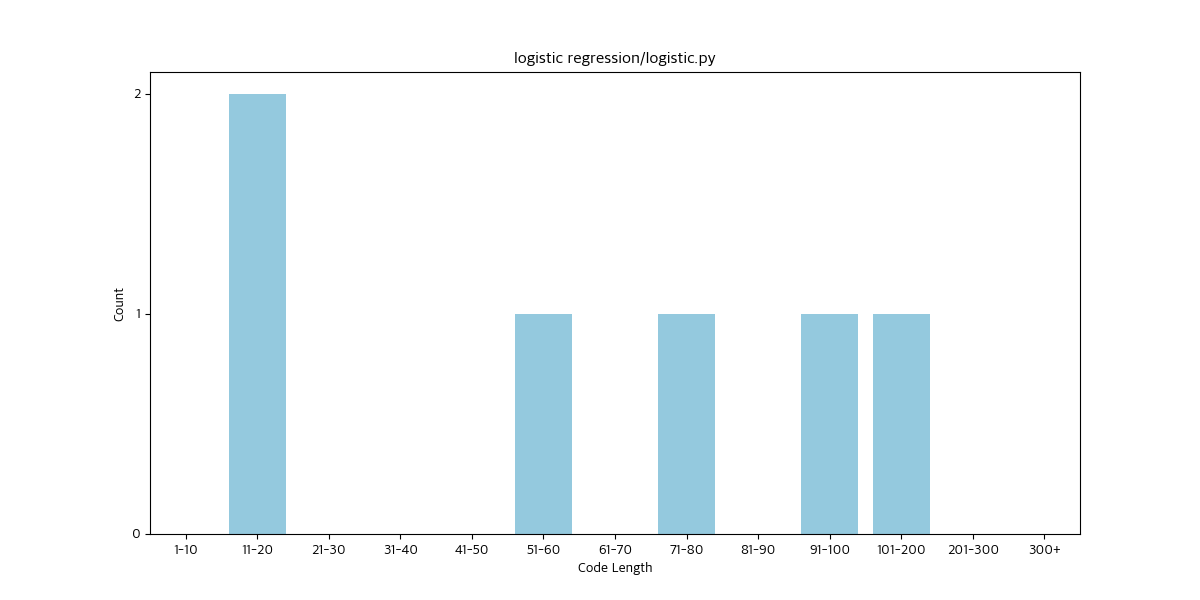 logistic regression/logistic.py
2
1
0
Count
1-10 11-20 21-30 31-40 41-50 51-60 61-70 71-80 81-90 91-100 101-200 201-300 300+
Code Length